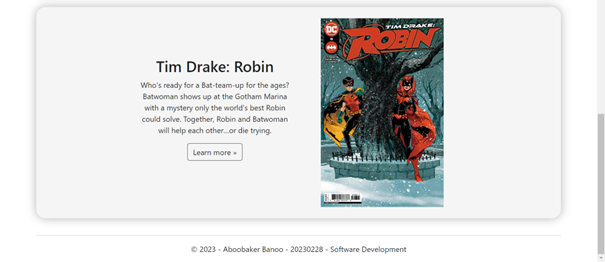 Tim Drake: Robin
Who's ready for a Bat-team-up for the ages?
Batwoman shows up at the Gotham Marina
with a mystery only the world's best Robin
could solve. Together, Robin and Batwoman
will help each other...or die trying.
Learn more »
DC
TIM DRAKE:
ROBIN
© 2023 - Aboobaker Banoo - 20230228 - Software Development